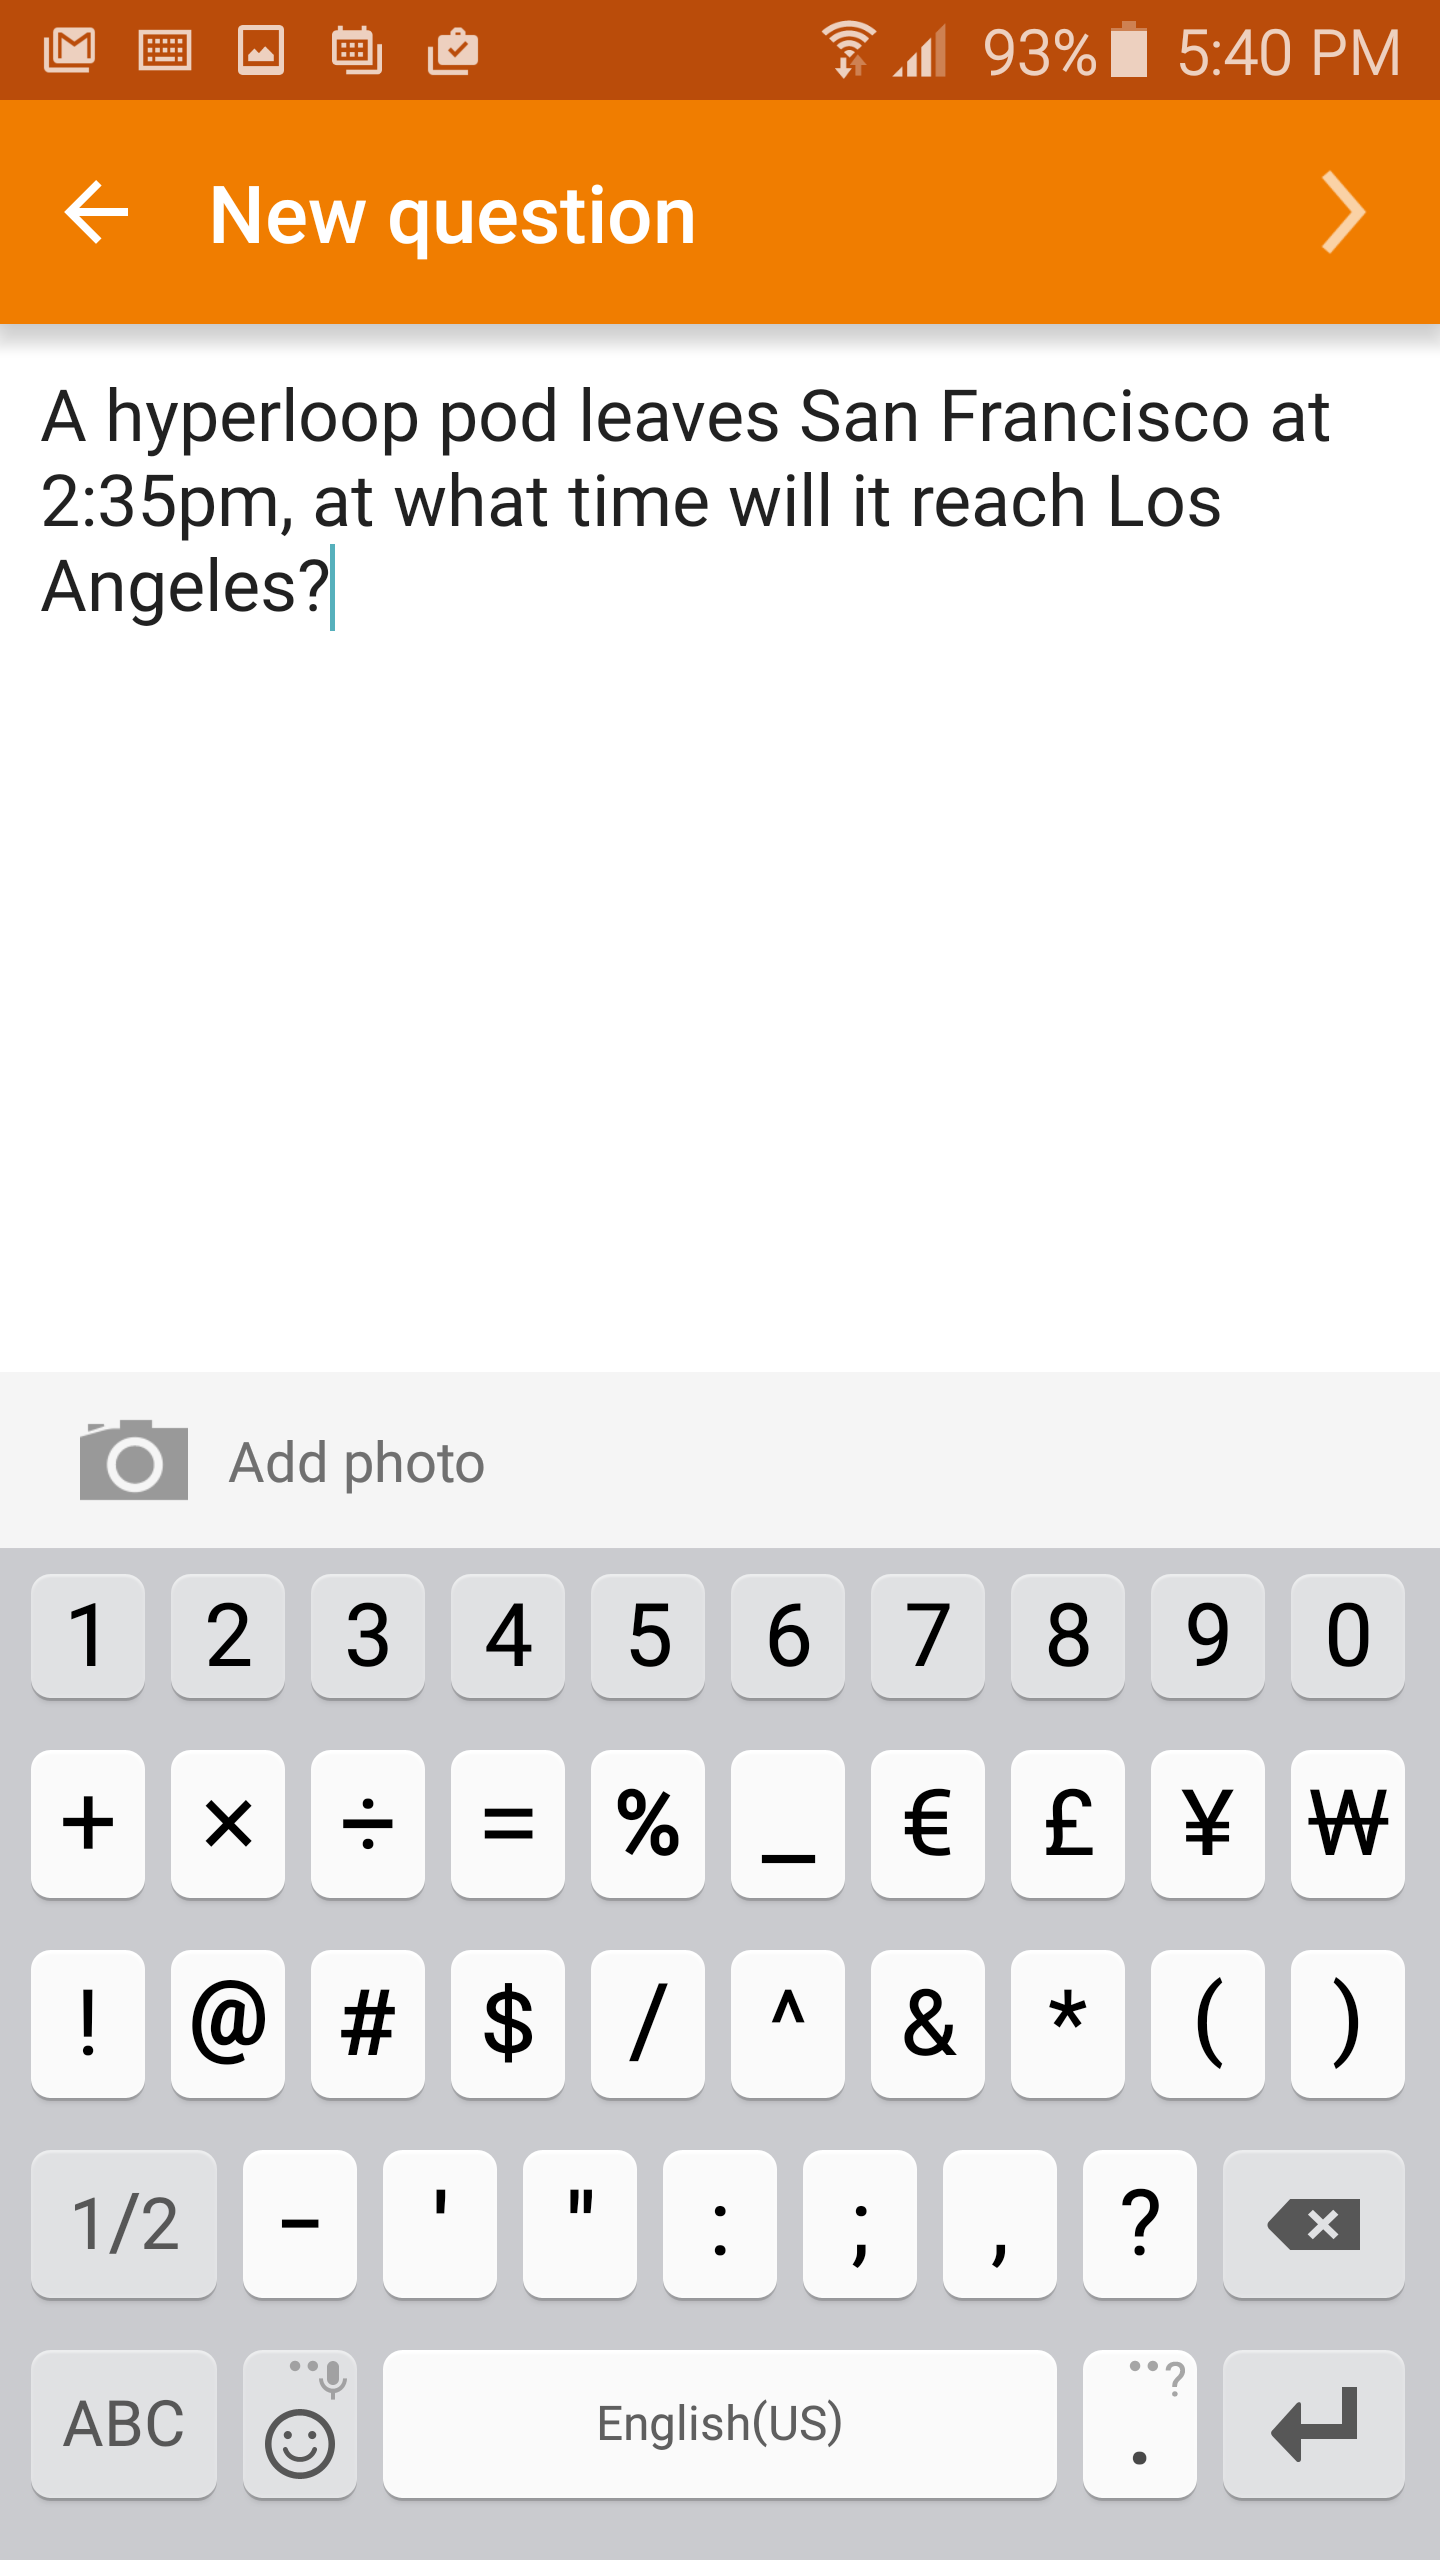 93% 5:40 PM
New question
A hyperloop pod leaves San Francisco at
2:35pm, at what time will it reach Los
Angeles?
Add photo
1 2 3 4 5 6 7 8 9 0
+ × ÷ = % _ € £ ¥ ₩
! @ # $ / ^ & * ( )
1/2 - ' " : ; , ?
ABC English(US) . ?